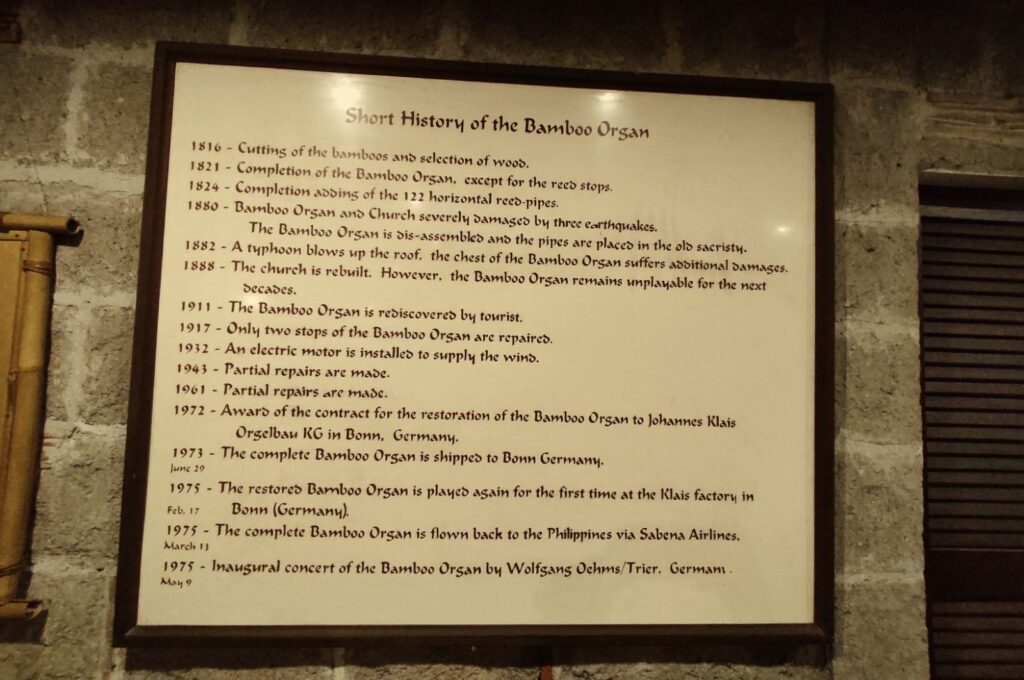 Short History of the Bamboo Organ
1816 - Cutting of the bamboos and selection of wood.
1821 - Completion of the Bamboo Organ, except for the reed stops.
1824 - Completion adding of the 122 horizontal reed-pipes.
1880 - Bamboo Organ and Church severely damaged by three earthquakes.
The Bamboo Organ is dis-assembled and the pipes are placed in the old sacristy.
1882 - A typhoon blows up the roof, the chest of the Bamboo Organ suffers additional damages.
1888 - The church is rebuilt. However, the Bamboo Organ remains unplayable for the next
decades.
1911 - The Bamboo Organ is rediscovered by tourist.
1917 - Only two stops of the Bamboo Organ are repaired.
1932 - An electric motor is installed to supply the wind.
1943 - Partial repairs are made.
1961 - Partial repairs are made.
1972 - Award of the contract for the restoration of the Bamboo Organ to Johannes Klais
Orgelbau KG in Bonn, Germany.
1973 - The complete Bamboo Organ is shipped to Bonn Germany.
June 29
1975 - The restored Bamboo Organ is played again for the first time at the Klais factory in
Feb. 17 Bonn (Germany).
1975 - The complete Bamboo Organ is flown back to the Philippines via Sabena Airlines.
March 13
1975 - Inaugural concert of the Bamboo Organ by Wolfgang Oehms/Trier, German
May 9